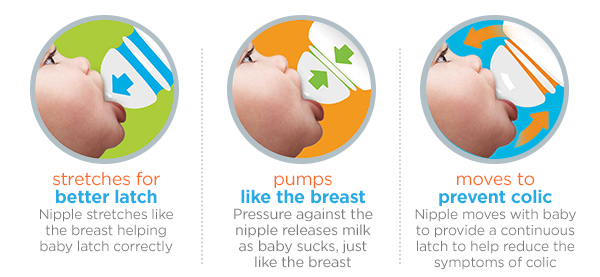 stretches for
better latch
Nipple stretches like
the breast helping
baby latch correctly
pumps
like the breast
Pressure against the
nipple releases milk
as baby sucks, just
like the breast
moves to
prevent colic
Nipple moves with baby
to provide a continuous
latch to help reduce the
symptoms of colic